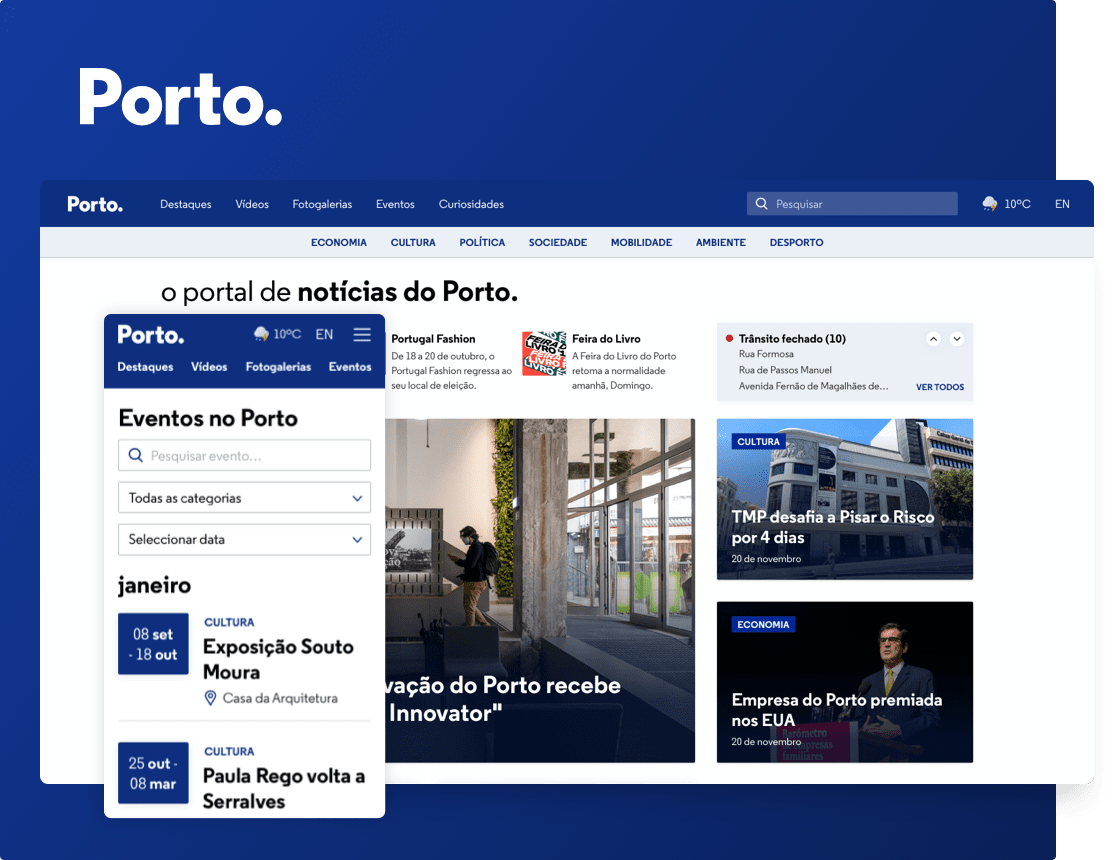 Porto.
Porto.
Destaques
Vídeos
Fotogalerias
Eventos
Curiosidades
Pesquisar
10ºC
EN
ECONOMIA
CULTURA
POLÍTICA
SOCIEDADE
MOBILIDADE
AMBIENTE
DESPORTO
o portal de notícias do Porto.
Portugal Fashion
De 18 a 20 de outubro, o
Portugal Fashion regressa ao
seu local de eleição.
FEIRA
LIVRO
Feira do Livro
A Feira do Livro do Porto
retoma a normalidade
amanhã, Domingo.
Trânsito fechado (10)
Rua Formosa
Rua de Passos Manuel
Avenida Fernão de Magalhães de...
VER TODOS
vação do Porto recebe
Innovator"
CULTURA
TMP desafia a Pisar o Risco
por 4 dias
20 de novembro
ECONOMIA
Empresa do Porto premiada
nos EUA
20 de novembro
Barómetro
empresas
familiares
Porto.
10ºC
EN
Destaques
Vídeos
Fotogalerias
Eventos
Eventos no Porto
Pesquisar evento...
Todas as categorias
Seleccionar data
janeiro
08 set
- 18 out
CULTURA
Exposição Souto
Moura
Casa da Arquitetura
25 out -
08 mar
CULTURA
Paula Rego volta a
Serralves